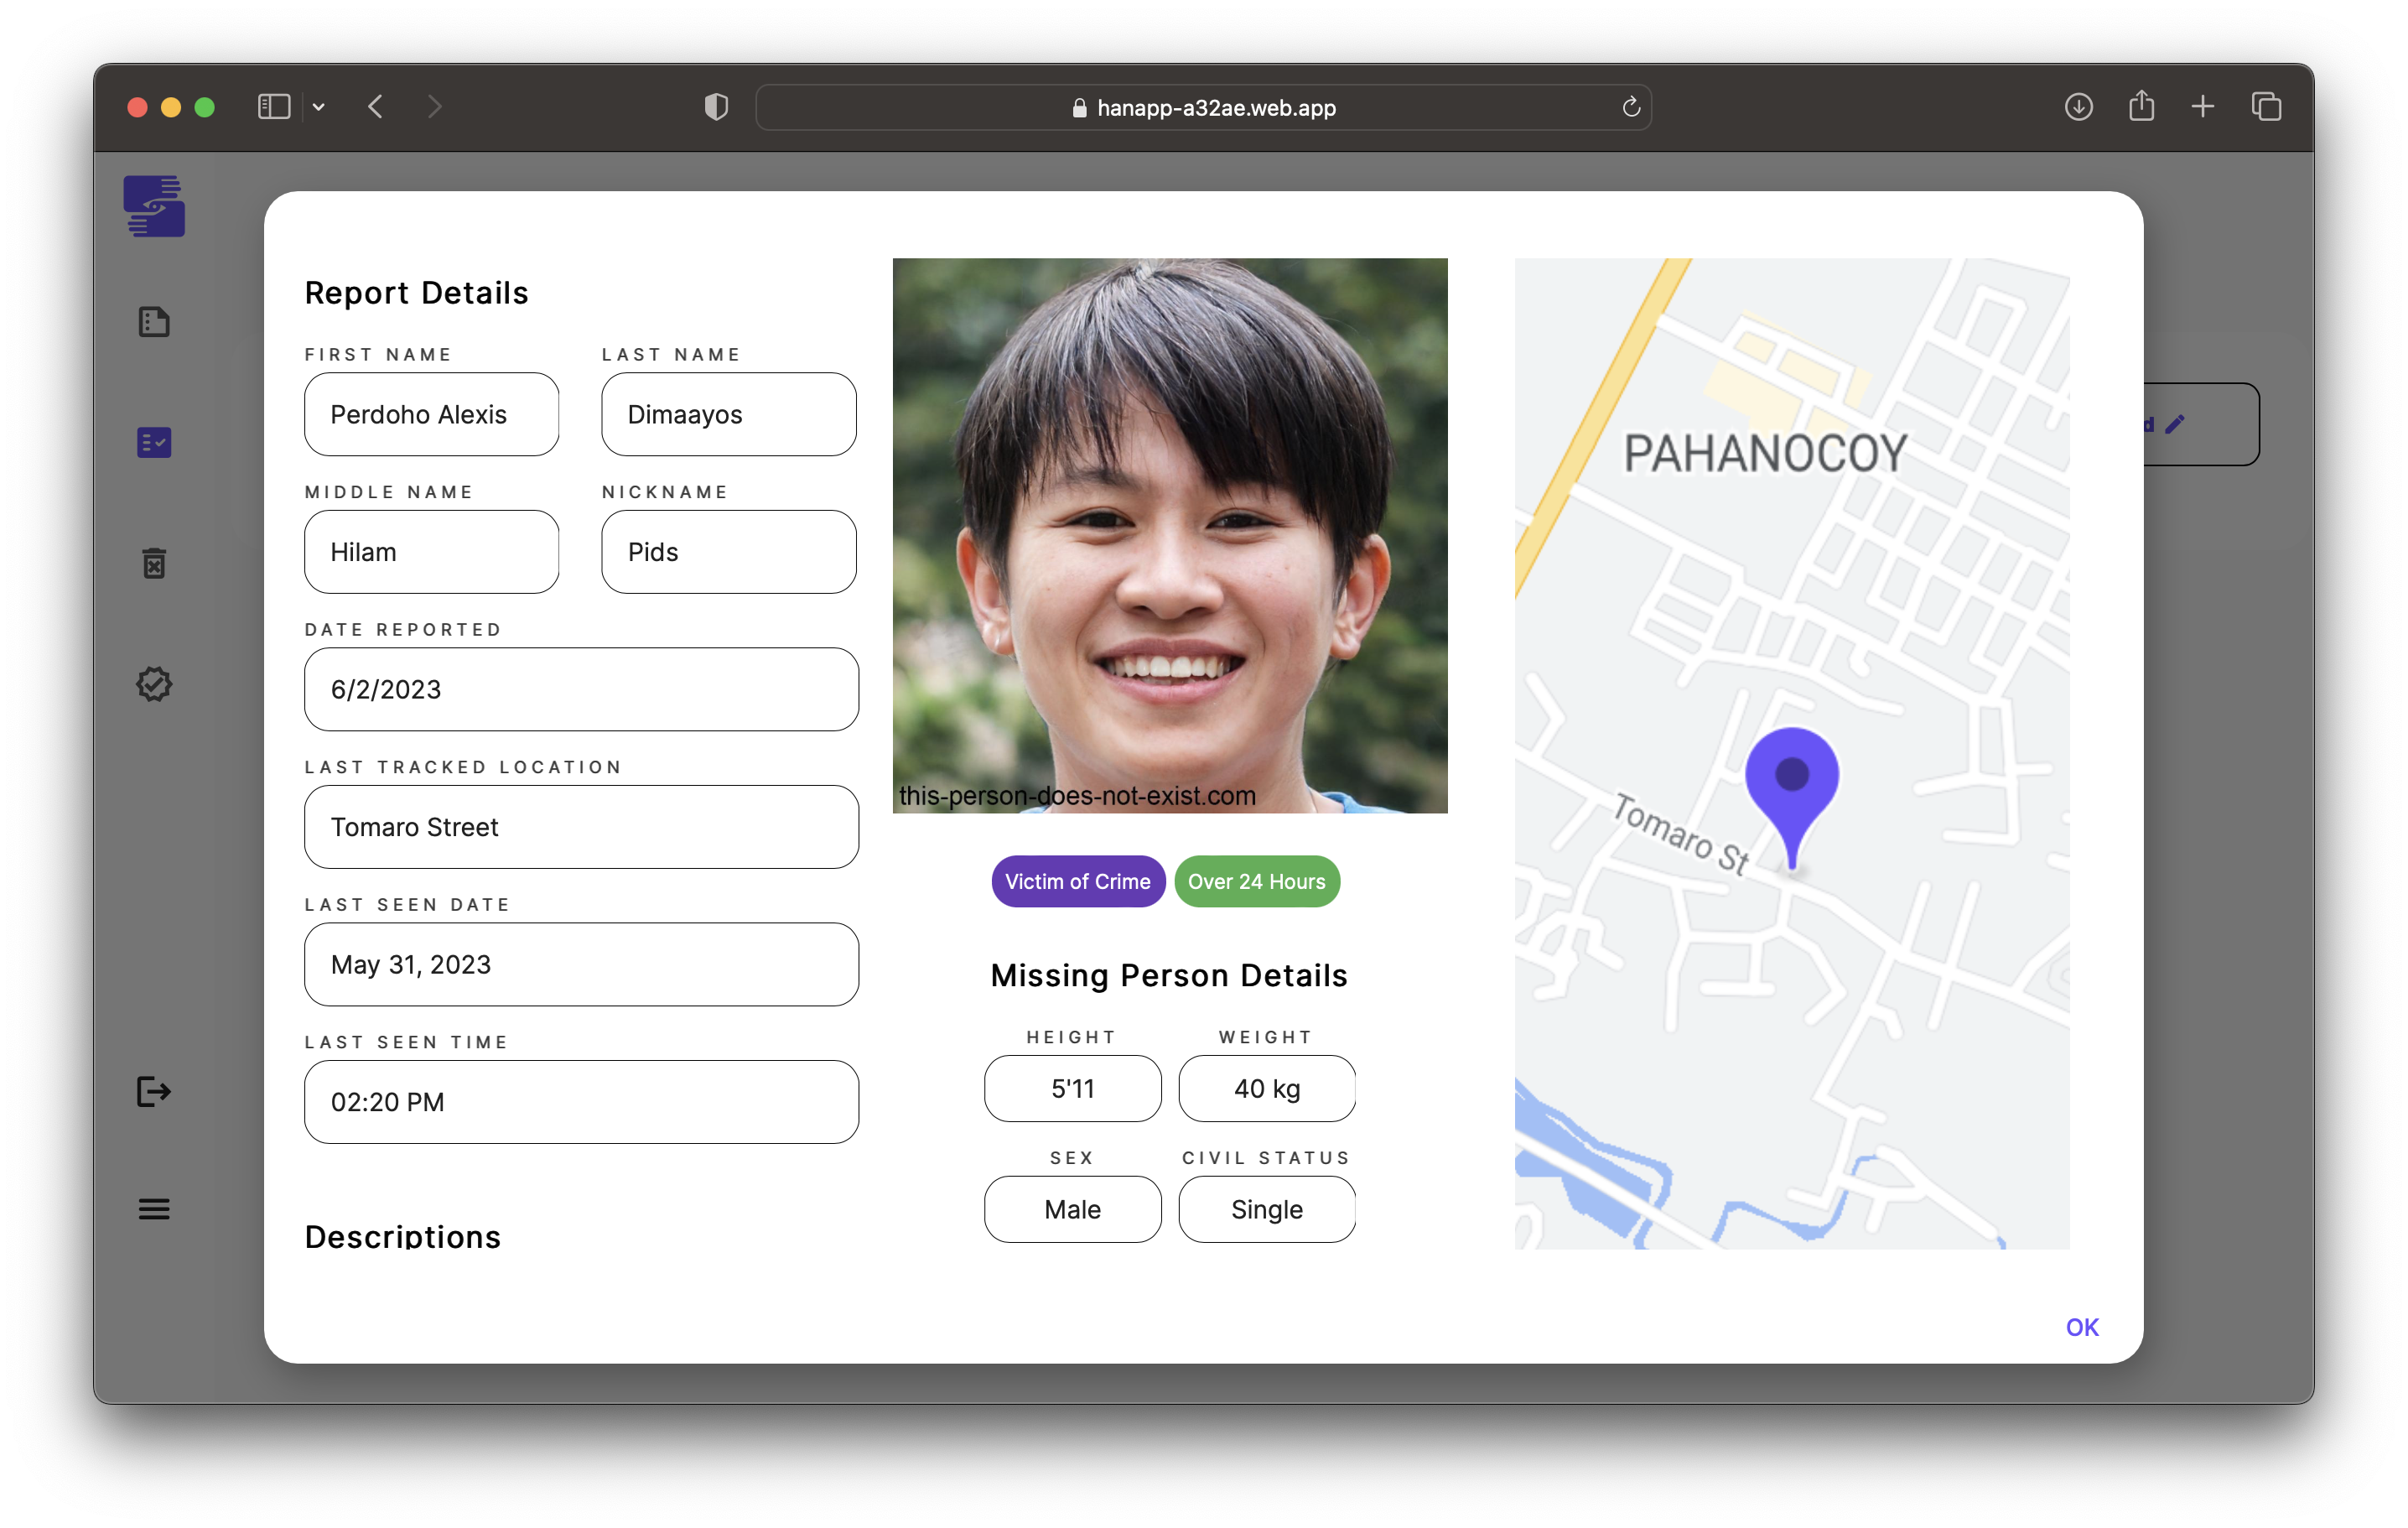 hanapp-a32ae.web.app
Report Details
FIRST NAME
LAST NAME
Perdoho Alexis
Dimaayos
MIDDLE NAME
NICKNAME
Hilam
Pids
DATE REPORTED
6/2/2023
LAST TRACKED LOCATION
Tomaro Street
LAST SEEN DATE
May 31, 2023
LAST SEEN TIME
02:20 PM
Descriptions
this-person-does-not-exist.com
Victim of Crime
Over 24 Hours
Missing Person Details
HEIGHT
WEIGHT
5'11
40 kg
SEX
CIVIL STATUS
Male
Single
PAHANOCOY
Tomaro St
d
OK